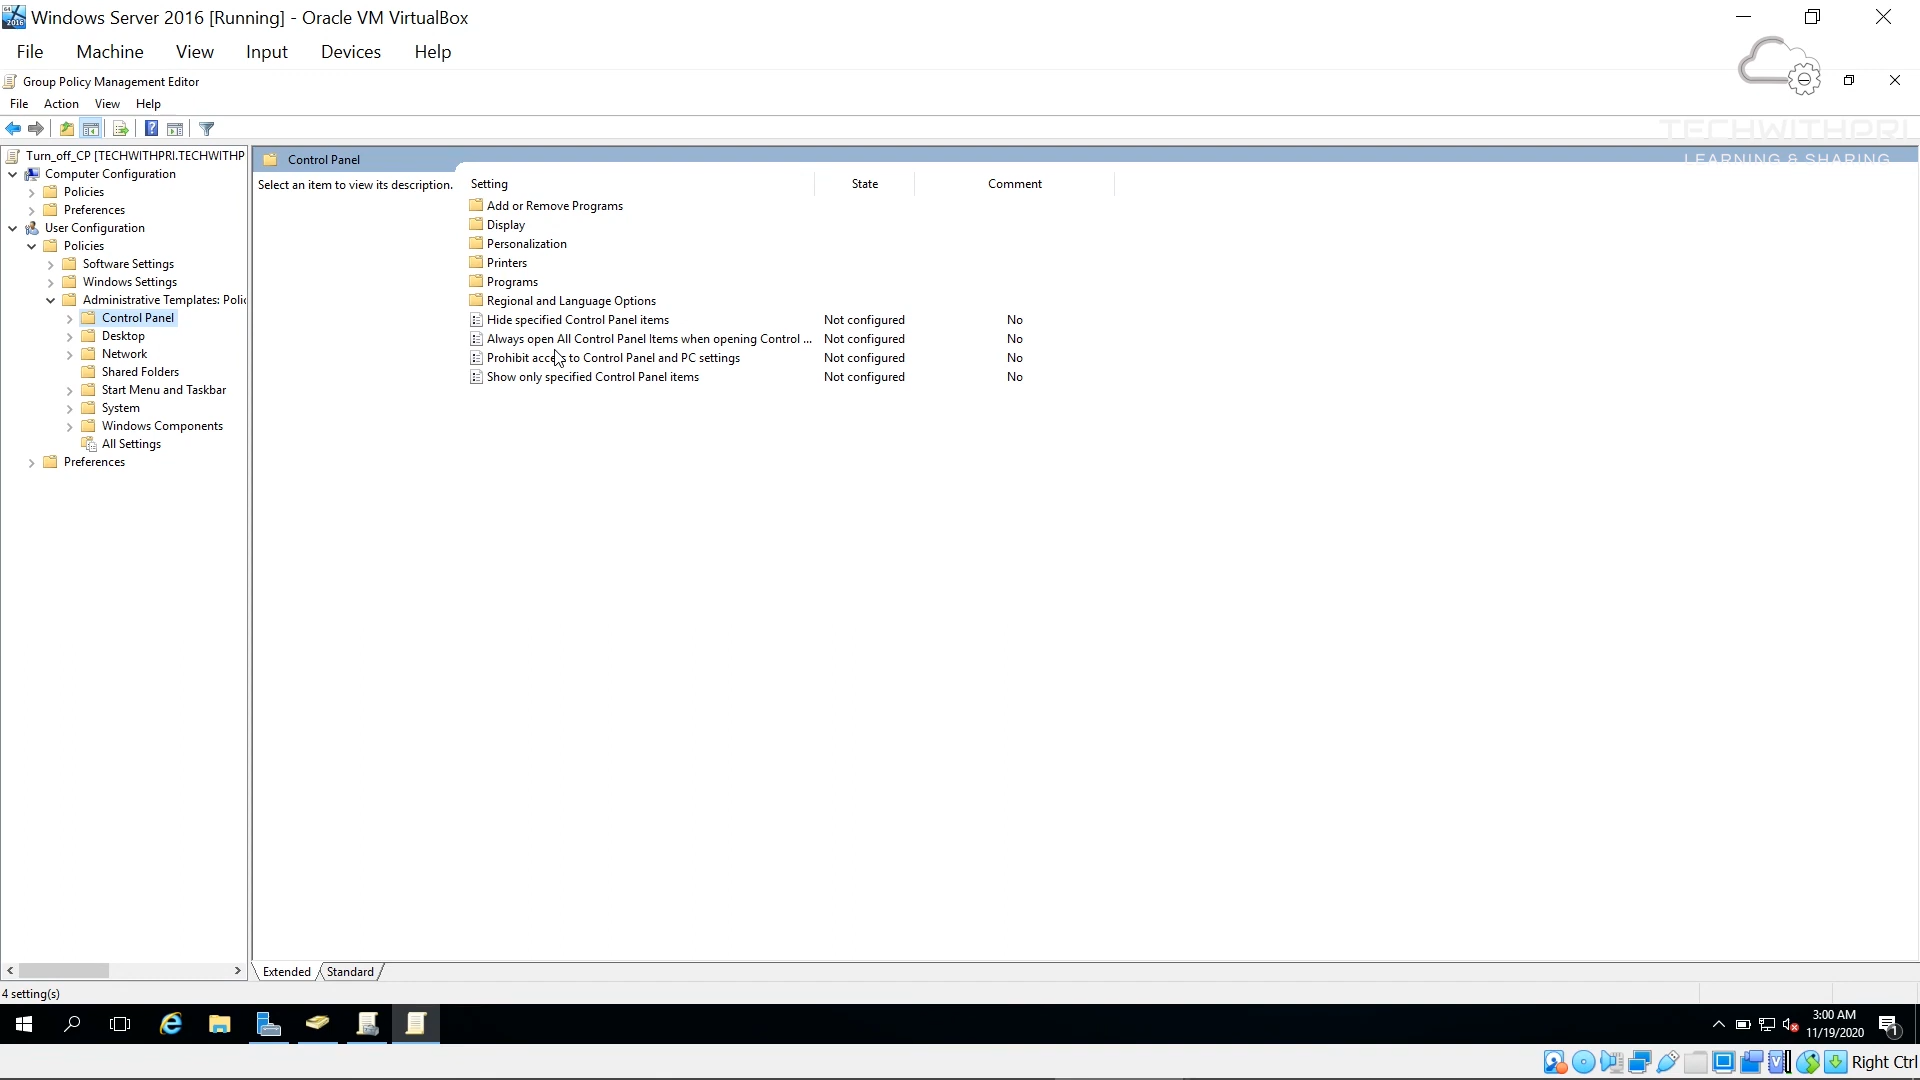 Windows Server 2016 [Running] - Oracle VM VirtualBox
File Machine View Input Devices Help
Group Policy Management Editor
File Action View Help
TECHWITHPRI
LEARNING & SHARING
Turn_off_CP [TECHWITHPRI.TECHWITHP
Computer Configuration
Policies
Preferences
User Configuration
Policies
Software Settings
Windows Settings
Administrative Templates: Polic
Control Panel
Desktop
Network
Shared Folders
Start Menu and Taskbar
System
Windows Components
All Settings
Preferences
Control Panel
Select an item to view its description.
Setting State Comment
Add or Remove Programs
Display
Personalization
Printers
Programs
Regional and Language Options
Hide specified Control Panel items Not configured No
Always open All Control Panel Items when opening Control ... Not configured No
Prohibit access to Control Panel and PC settings Not configured No
Show only specified Control Panel items Not configured No
Extended Standard
4 setting(s)
3:00 AM
11/19/2020
1
Right Ctrl